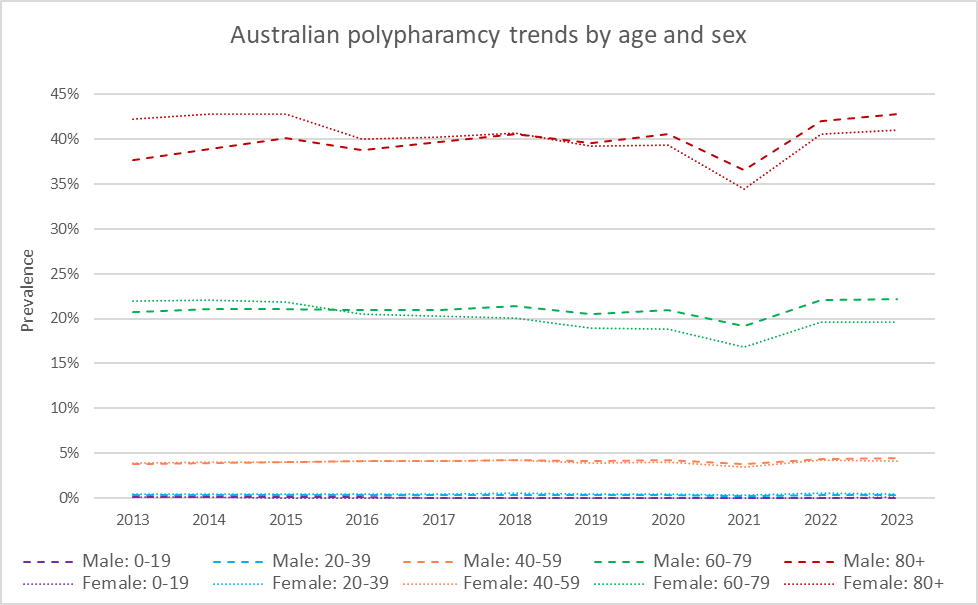 Australian polypharamcy trends by age and sex
45%
40%
35%
30%
25%
20%
15%
10%
5%
0%
Prevalence
2013 2014 2015 2016 2017 2018 2019 2020 2021 2022 2023
Male: 0-19 Male: 20-39 Male: 40-59 Male: 60-79 Male: 80+
Female: 0-19 Female: 20-39 Female: 40-59 Female: 60-79 Female: 80+